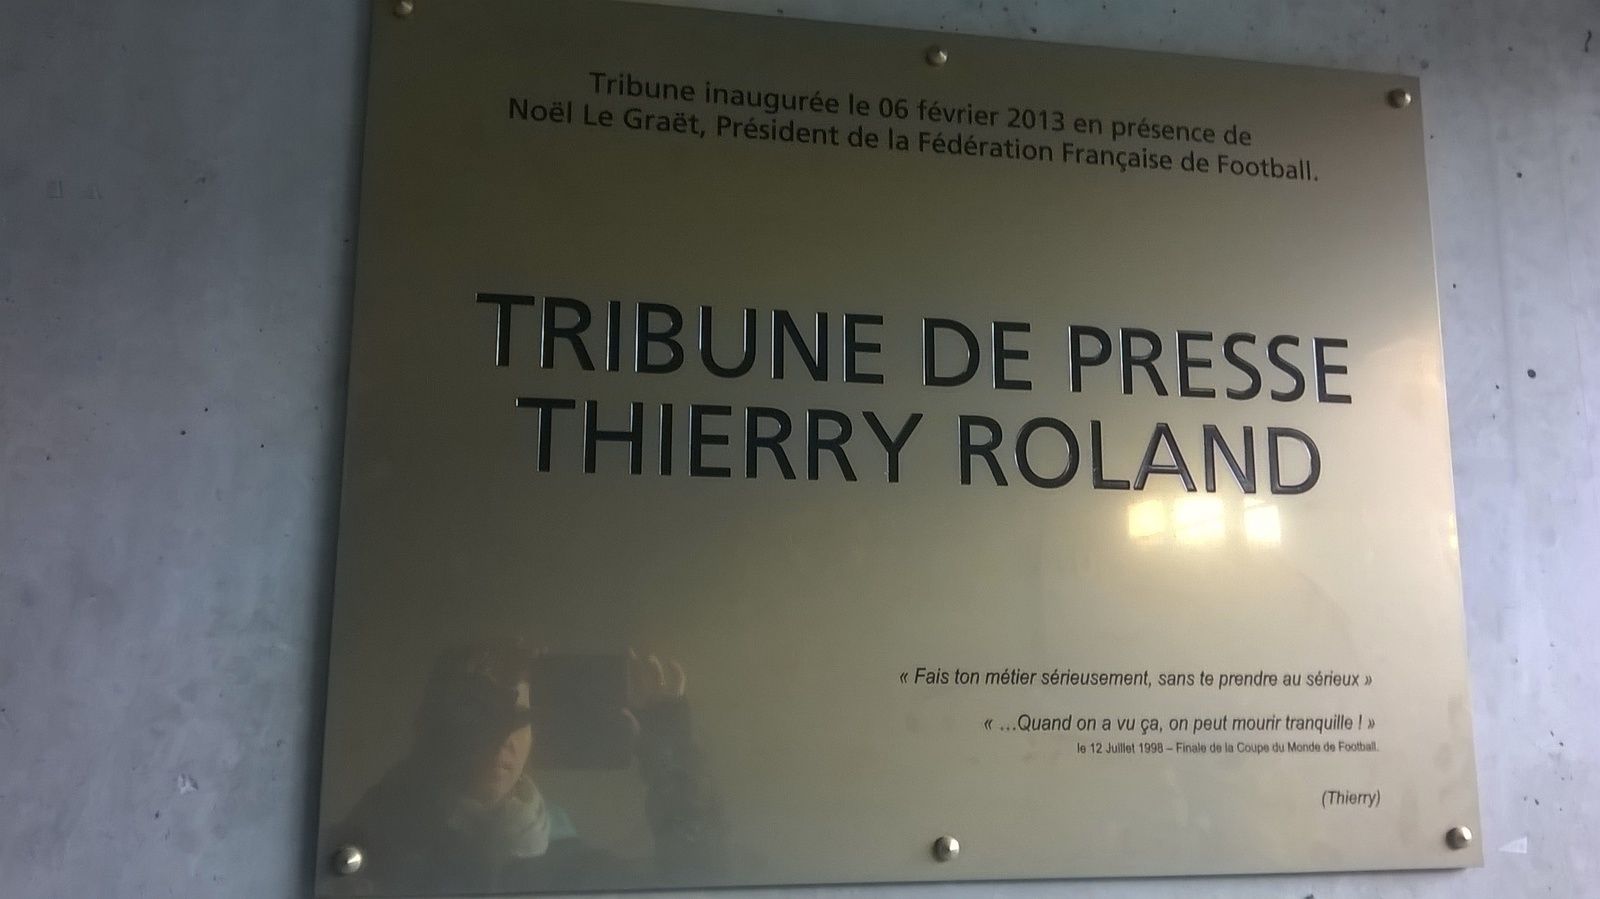 Tribune inaugurée le 06 février 2013 en présence de
Noël Le Graët, Président de la Fédération Française de Football.
TRIBUNE DE PRESSE
THIERRY ROLAND
« Fais ton métier sérieusement, sans te prendre au sérieux »
« ...Quand on a vu ça, on peut mourir tranquille ! »
le 12 Juillet 1998 – Finale de la Coupe du Monde de Football.
(Thierry)